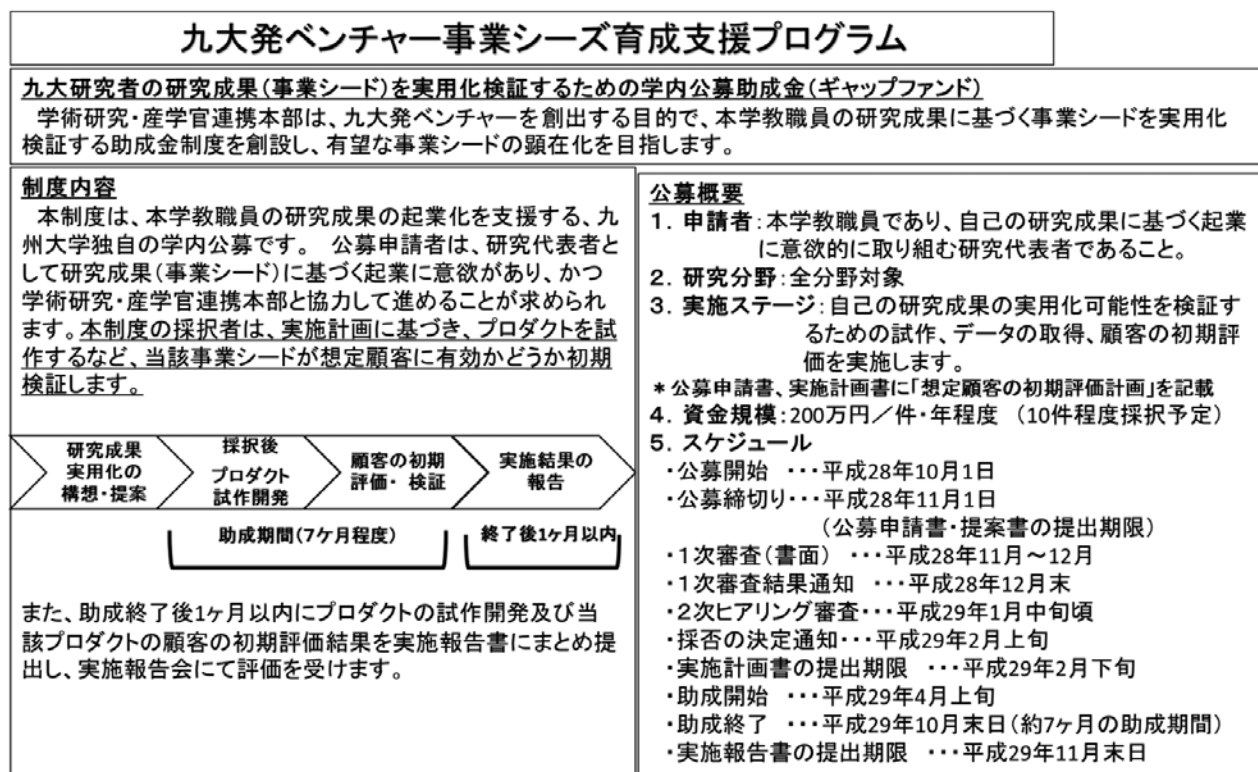 九大発ベンチャー事業シーズ育成支援プログラム
九大研究者の研究成果(事業シード)を実用化検証するための学内公募助成金(ギャップファンド)
学術研究・産学官連携本部は、九大発ベンチャーを創出する目的で、本学教職員の研究成果に基づく事業シードを実用化
検証する助成金制度を創設し、有望な事業シードの顕在化を目指します。
制度内容
本制度は、本学教職員の研究成果の起業化を支援する、九
州大学独自の学内公募です。 公募申請者は、研究代表者と
して研究成果(事業シード)に基づく起業に意欲があり、かつ
学術研究・産学官連携本部と協力して進めることが求められ
ます。本制度の採択者は、実施計画に基づき、プロダクトを試
作するなど、当該事業シードが想定顧客に有効かどうか初期
検証します。
研究成果
実用化の
構想・提案
採択後
プロダクト
試作開発
顧客の初期
評価・ 検証
実施結果の
報告
助成期間(7ケ月程度)
終了後1ヶ月以内
また、助成終了後1ヶ月以内にプロダクトの試作開発及び当
該プロダクトの顧客の初期評価結果を実施報告書にまとめ提
出し、実施報告会にて評価を受けます。
公募概要
1. 申請者:本学教職員であり、自己の研究成果に基づく起業
に意欲的に取り組む研究代表者であること。
2. 研究分野:全分野対象
3. 実施ステージ:自己の研究成果の実用化可能性を検証す
るための試作、データの取得、顧客の初期評
価を実施します。
*公募申請書、実施計画書に「想定顧客の初期評価計画」を記載
4. 資金規模:200万円/件・年程度 (10件程度採択予定)
5. スケジュール
・公募開始 ・・・平成28年10月1日
・公募締切り・・・平成28年11月1日
(公募申請書・提案書の提出期限)
・1次審査(書面) ・・・平成28年11月~12月
・1次審査結果通知 ・・・平成28年12月末
・2次ヒアリング審査・・・平成29年1月中旬頃
・採否の決定通知・・・平成29年2月上旬
・実施計画書の提出期限 ・・・平成29年2月下旬
・助成開始 ・・・平成29年4月上旬
・助成終了 ・・・平成29年10月末日(約7ヶ月の助成期間)
・実施報告書の提出期限 ・・・平成29年11月末日